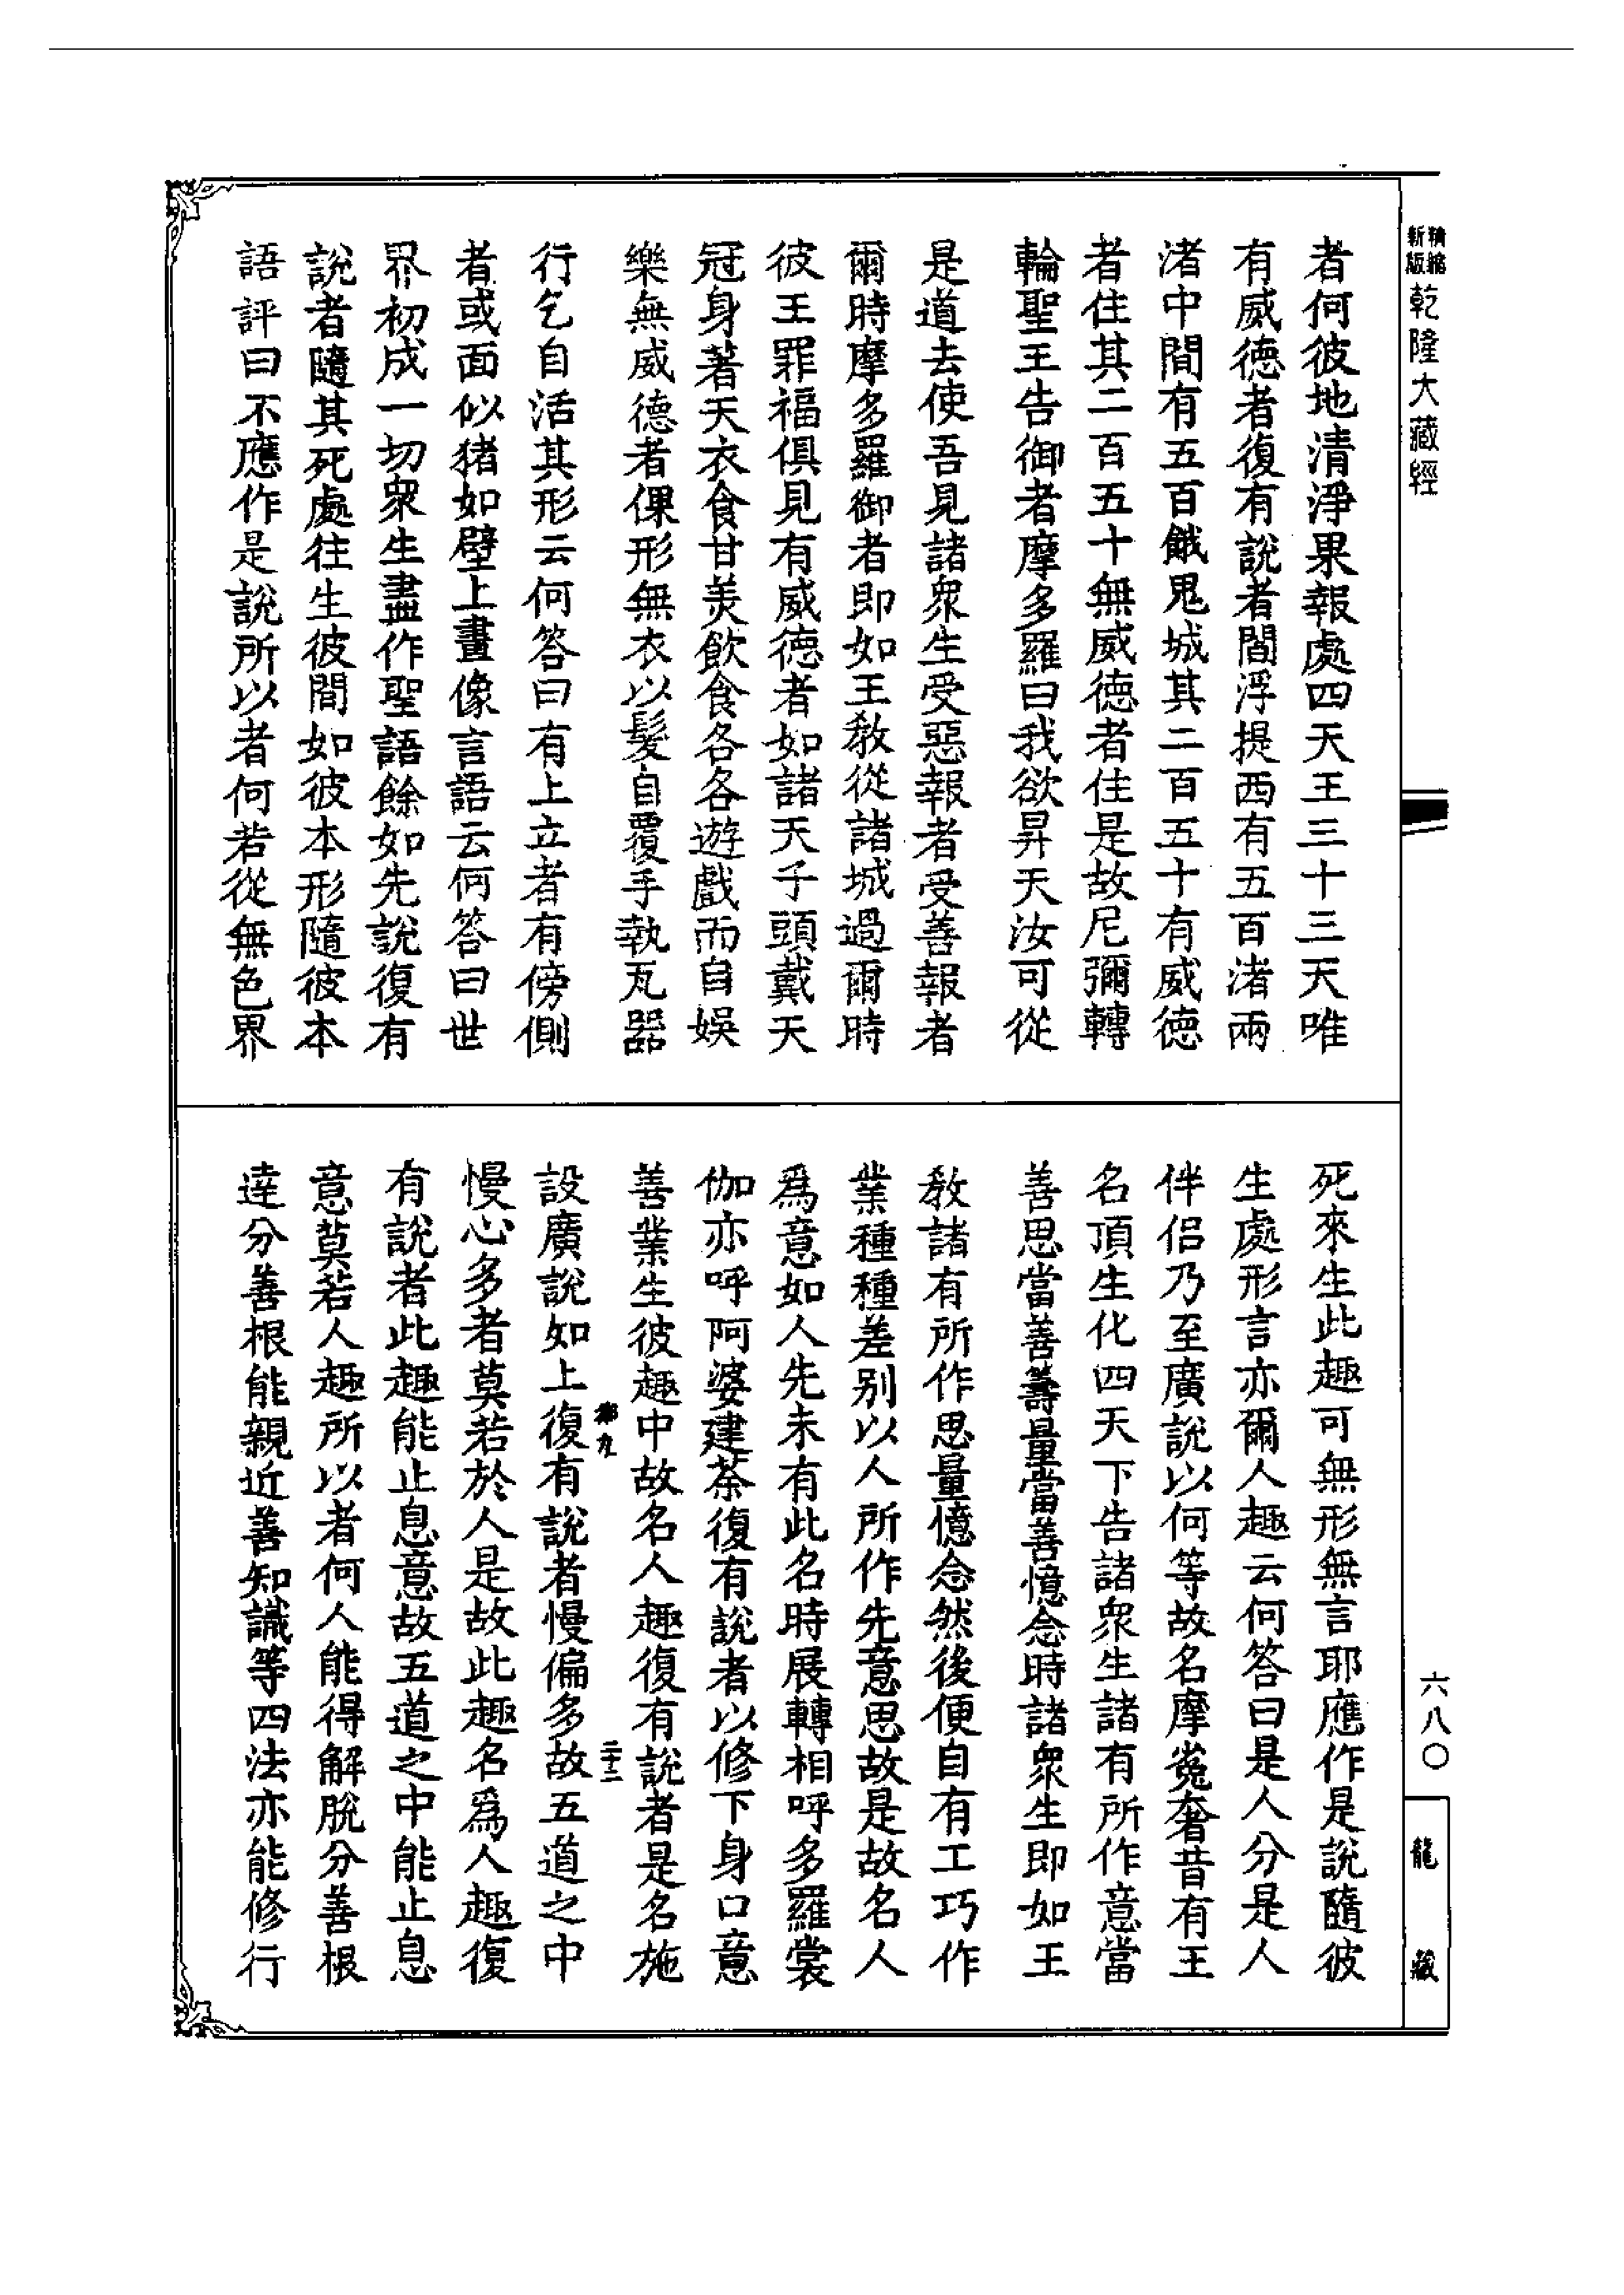 精縮
新版
乾隆大藏經
者何彼地清淨果報處四天王三十三天唯
有威德者復有說者閻浮提西有五百渚兩
渚中間有五百餓鬼城其二百五十有威德
者住其二百五十無威德者住是故尼彌轉
輪聖王告御者摩多羅曰我欲昇天汝可從
是道去使吾見諸衆生受惡報者受善報者
爾時摩多羅御者即如王教從諸城過爾時
彼王罪福俱見有威德者如諸天子頭戴天
冠身著天衣食甘美飲食各各遊戲而自娛
樂無威德者倮形無衣以髮自覆手執瓦器
行乞自活其形云何答曰有上立者有傍側
者或面似猪如壁上畫像言語云何答曰世
界初成一切衆生盡作聖語餘如先說復有
說者隨其死處往生彼間如彼本形隨彼本
語評曰不應作是說所以者何若從無色界
死來生此趣可無形無言耶應作是說隨彼
生處形言亦爾人趣云何答曰是人分是人
伴侶乃至廣說以何等故名摩㝹奢昔有王
名頂生化四天下告諸衆生諸有所作意當
善思當善籌量當善憶念時諸衆生即如王
教諸有所作思量憶念然後便自有工巧作
業種種差别以人所作先意思故是故名人
爲意如人先未有此名時展轉相呼多羅裳
伽亦呼阿婆建荼復有說者以修下身口意
善業生彼趣中故名人趣復有說者是名施
設廣說如上復有說者慢偏多故五道之中
慢心多者莫若於人是故此趣名爲人趣復
有說者此趣能止息意故五道之中能止息
意莫若人趣所以者何人能得解脫分善根
達分善根能親近善知識等四法亦能修行
二十二
六八〇
龍
藏